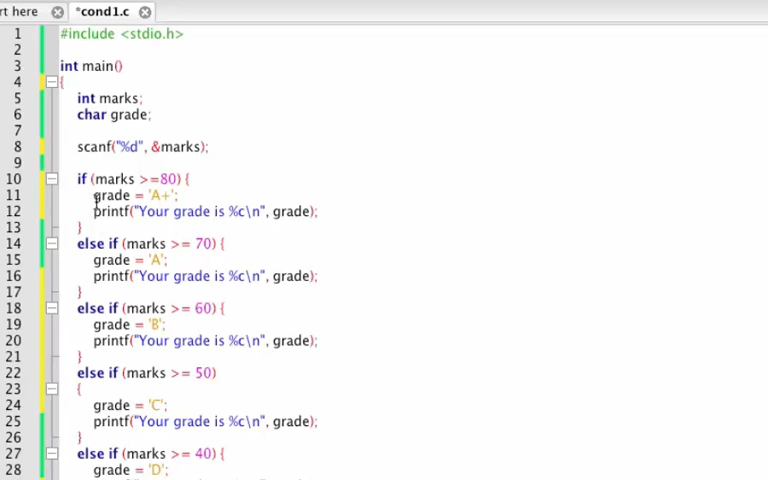 rt here *cond1.c
1 #include <stdio.h>
2
3 int main()
4 {
5 int marks;
6 char grade;
7
8 scanf("%d", &marks);
9
10 if (marks >=80) {
11 grade = 'A+';
12 printf("Your grade is %c\n", grade);
13 }
14 else if (marks >= 70) {
15 grade = 'A';
16 printf("Your grade is %c\n", grade);
17 }
18 else if (marks >= 60) {
19 grade = 'B';
20 printf("Your grade is %c\n", grade);
21 }
22 else if (marks >= 50)
23 {
24 grade = 'C';
25 printf("Your grade is %c\n", grade);
26 }
27 else if (marks >= 40) {
28 grade = 'D';